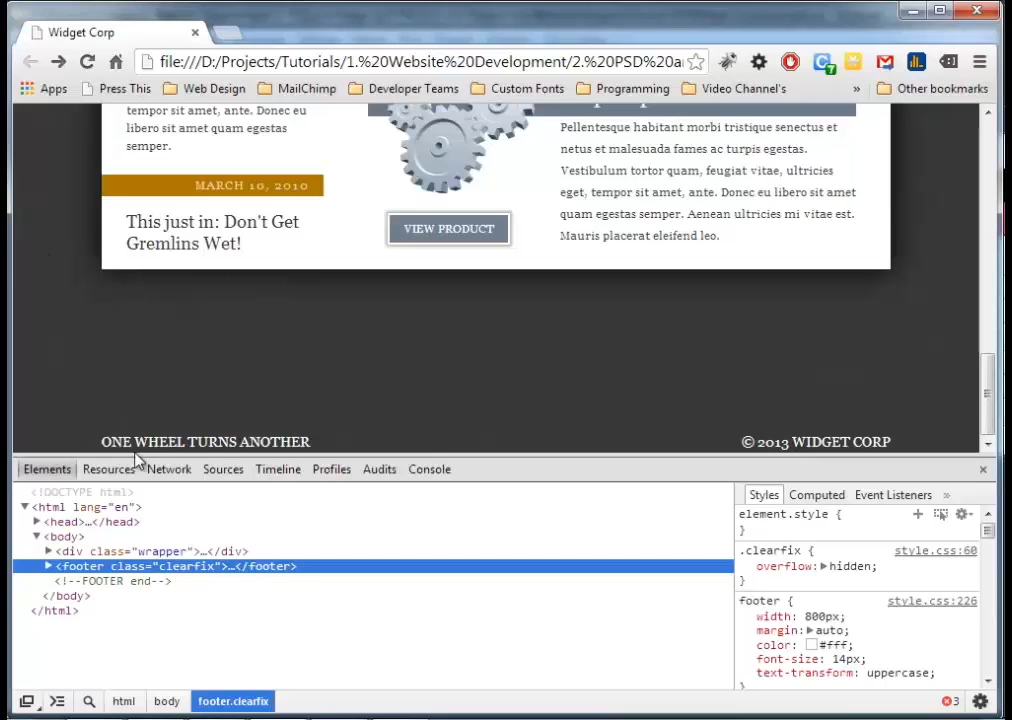 Widget Corp
file:///D:/Projects/Tutorials/1.%20Website%20Development/2.%20PSD%20a
7
Apps Press This Web Design MailChimp Developer Teams Custom Fonts Programming Video Channel's » Other bookmarks
tempor sit amet, ante. Donec eu
libero sit amet quam egestas
semper.
MARCH 10, 2010
This just in: Don't Get
Gremlins Wet!
VIEW PRODUCT
Pellentesque habitant morbi tristique senectus et
netus et malesuada fames ac turpis egestas.
Vestibulum tortor quam, feugiat vitae, ultricies
eget, tempor sit amet, ante. Donec eu libero sit amet
quam egestas semper. Aenean ultricies mi vitae est.
Mauris placerat eleifend leo.
ONE WHEEL TURNS ANOTHER
© 2013 WIDGET CORP
Elements Resources Network Sources Timeline Profiles Audits Console
<!DOCTYPE html>
<html lang="en">
<head>…</head>
<body>
<div class="wrapper">…</div>
<footer class="clearfix">…</footer>
<!--FOOTER end-->
</body>
</html>
Styles Computed Event Listeners »
element.style {
}
.clearfix { style.css:60
overflow: hidden;
}
footer { style.css:226
width: 800px;
margin: auto;
color: #fff;
font-size: 14px;
text-transform: uppercase;
}
html body footer.clearfix
3